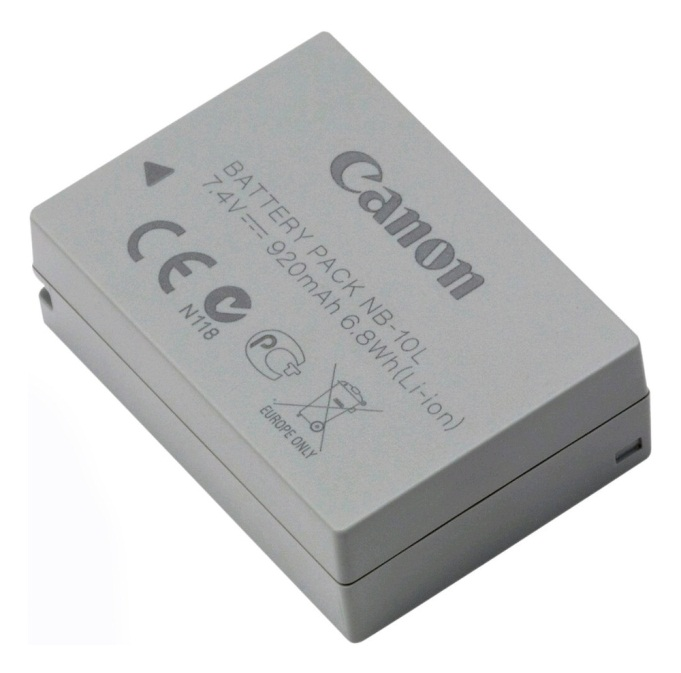 Canon
BATTERY PACK NB-10L
7.4V⎓ 920mAh 6.8Wh(Li-ion)
CE
N118
PCT
EUROPE ONLY